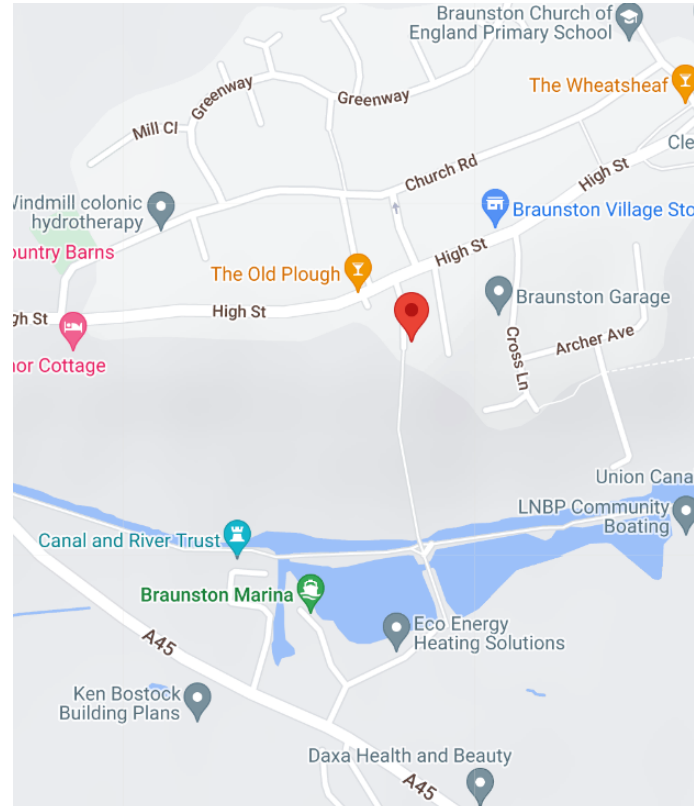 Braunston Church of
England Primary School
The Wheatsheaf
Greenway
Greenway
Mill Cl
Cle
Church Rd
High St
Windmill colonic
hydrotherapy
Braunston Village Sto
ountry Barns
High St
The Old Plough
Braunston Garage
gh St
High St
Archer Ave
nor Cottage
Cross Ln
Union Cana
LNBP Community
Boating
Canal and River Trust
Braunston Marina
Eco Energy
Heating Solutions
A45
Ken Bostock
Building Plans
Daxa Health and Beauty
A45